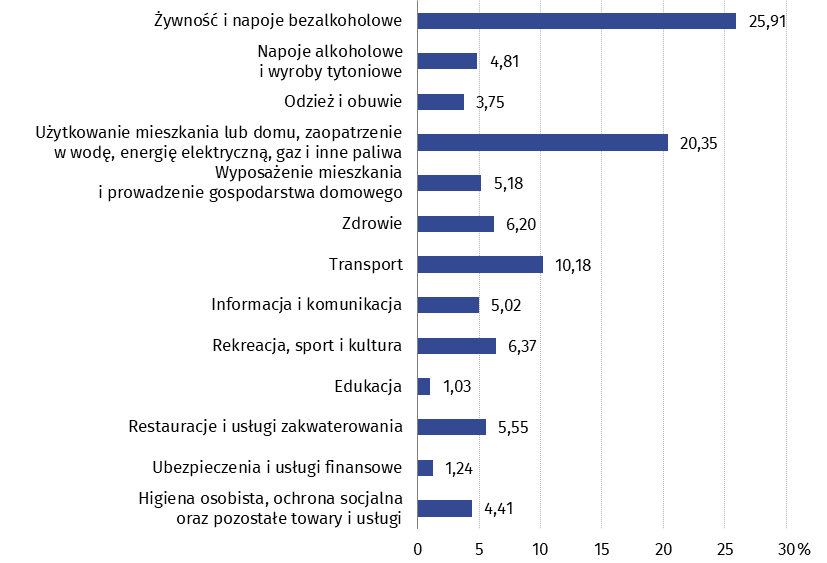 Żywność i napoje bezalkoholowe 25,91
Napoje alkoholowe
i wyroby tytoniowe 4,81
Odzież i obuwie 3,75
Użytkowanie mieszkania lub domu, zaopatrzenie
w wodę, energię elektryczną, gaz i inne paliwa 20,35
Wyposażenie mieszkania
i prowadzenie gospodarstwa domowego 5,18
Zdrowie 6,20
Transport 10,18
Informacja i komunikacja 5,02
Rekreacja, sport i kultura 6,37
Edukacja 1,03
Restauracje i usługi zakwaterowania 5,55
Ubezpieczenia i usługi finansowe 1,24
Higiena osobista, ochrona socjalna
oraz pozostałe towary i usługi 4,41
0 5 10 15 20 25 30 %